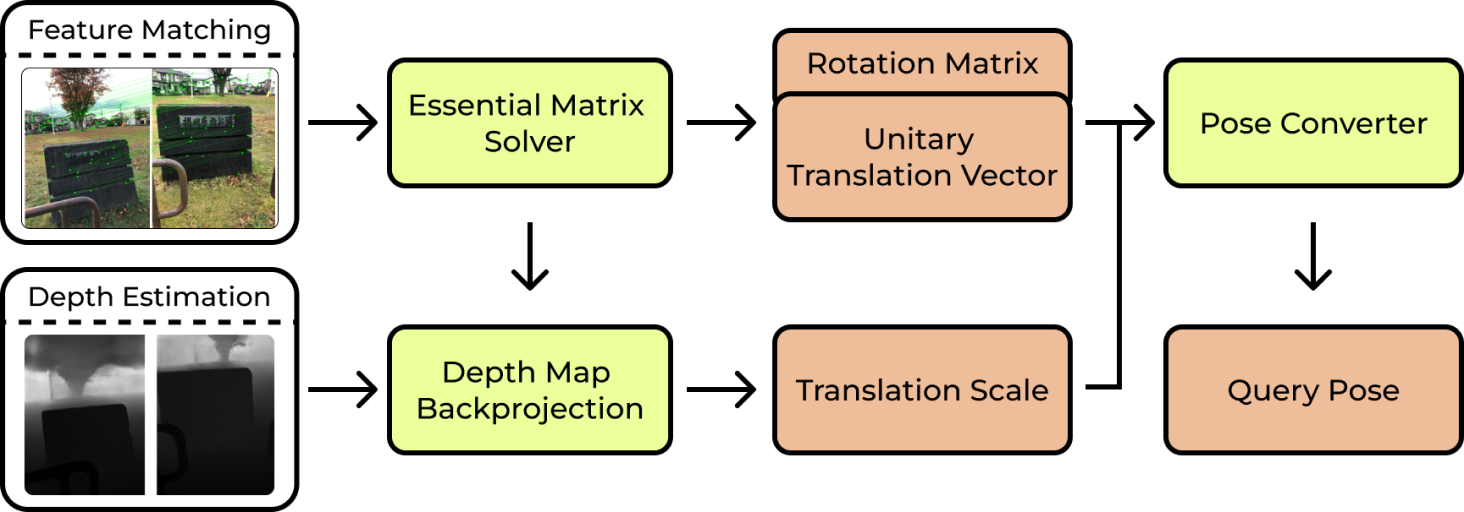 Feature Matching
Essential Matrix
Solver
Rotation Matrix
Unitary
Translation Vector
Pose Converter
Depth Estimation
Depth Map
Backprojection
Translation Scale
Query Pose